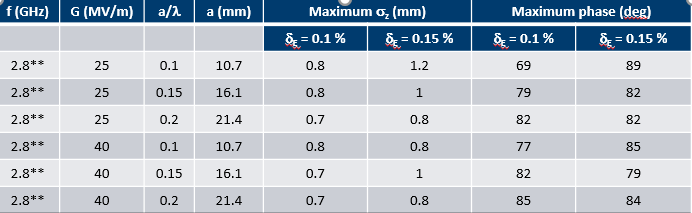 f (GHz) G (MV/m) a/λ a (mm) Maximum σz (mm) Maximum phase (deg)
δE = 0.1 % δE = 0.15 % δE = 0.1 % δE = 0.15 %
2.8** 25 0.1 10.7 0.8 1.2 69 89
2.8** 25 0.15 16.1 0.8 1 79 82
2.8** 25 0.2 21.4 0.7 0.8 82 82
2.8** 40 0.1 10.7 0.8 0.8 77 85
2.8** 40 0.15 16.1 0.7 1 82 79
2.8** 40 0.2 21.4 0.7 0.8 85 84